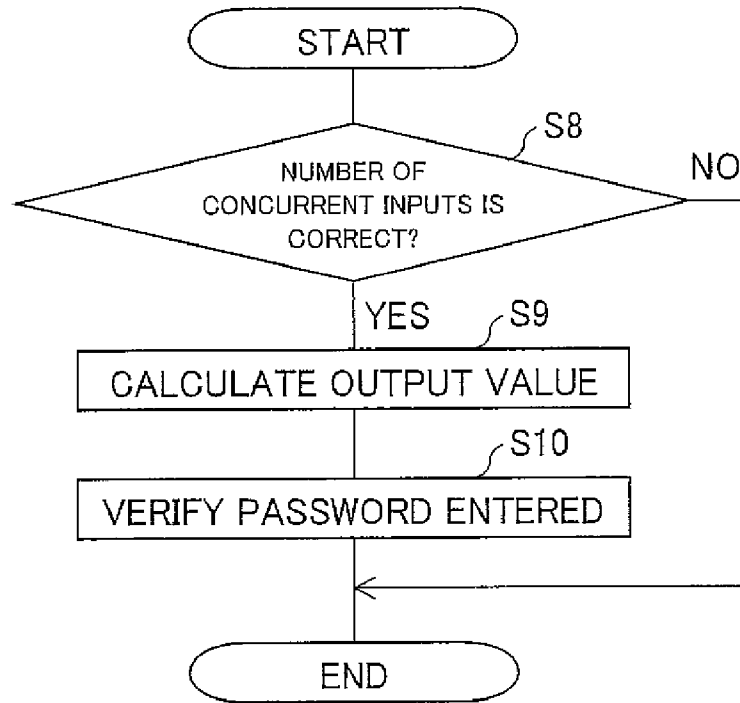 START
S8
NUMBER OF
CONCURRENT INPUTS IS
CORRECT?
NO
YES
S9
CALCULATE OUTPUT VALUE
S10
VERIFY PASSWORD ENTERED
END